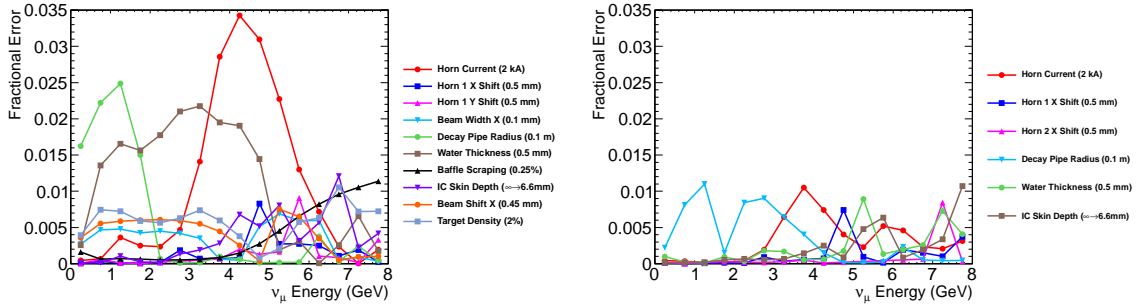 Fractional Error
0.035
0.03
0.025
0.02
0.015
0.01
0.005
0
0 1 2 3 4 5 6 7 8
νμ Energy (GeV)
Horn Current (2 kA)
Horn 1 X Shift (0.5 mm)
Horn 1 Y Shift (0.5 mm)
Beam Width X (0.1 mm)
Decay Pipe Radius (0.1 m)
Water Thickness (0.5 mm)
Baffle Scraping (0.25%)
IC Skin Depth (∞→6.6mm)
Beam Shift X (0.45 mm)
Target Density (2%)
Fractional Error
0.035
0.03
0.025
0.02
0.015
0.01
0.005
0
0 1 2 3 4 5 6 7 8
νμ Energy (GeV)
Horn Current (2 kA)
Horn 1 X Shift (0.5 mm)
Horn 2 X Shift (0.5 mm)
Decay Pipe Radius (0.1 m)
Water Thickness (0.5 mm)
IC Skin Depth (∞→6.6mm)